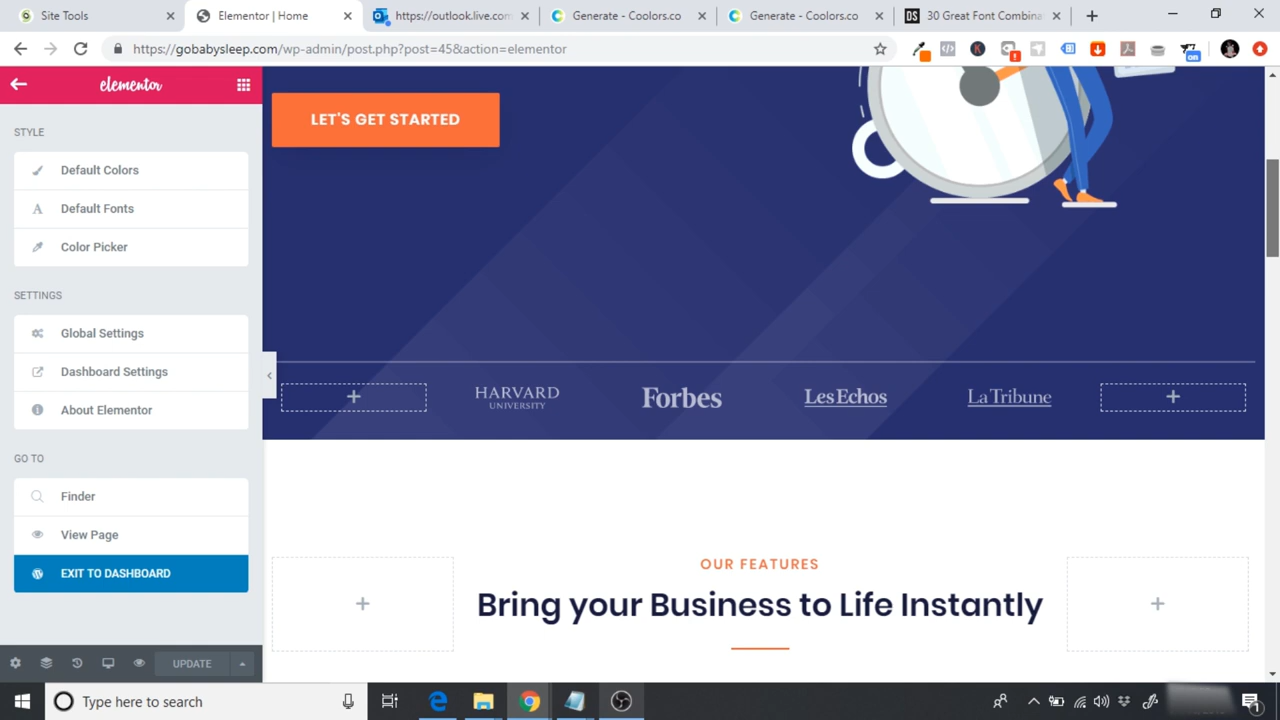 Site Tools
Elementor | Home
https://outlook.live.com
Generate - Coolors.co
Generate - Coolors.co
30 Great Font Combina
https://gobabysleep.com/wp-admin/post.php?post=45&action=elementor
on
elementor
STYLE
Default Colors
Default Fonts
Color Picker
SETTINGS
Global Settings
Dashboard Settings
About Elementor
GO TO
Finder
View Page
EXIT TO DASHBOARD
UPDATE
LET'S GET STARTED
HARVARD
UNIVERSITY
Forbes
Les Echos
La Tribune
OUR FEATURES
Bring your Business to Life Instantly
Type here to search